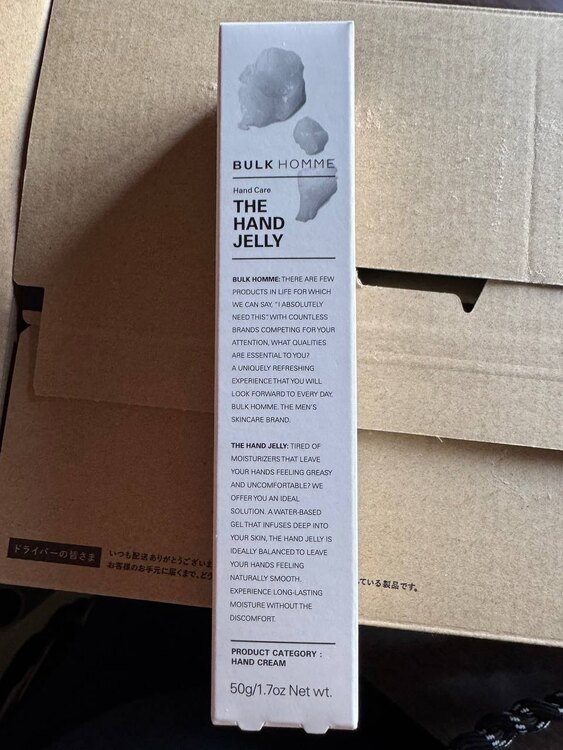 BULK HOMME
Hand Care
THE
HAND
JELLY
BULK HOMME: THERE ARE FEW
PRODUCTS IN LIFE FOR WHICH
WE CAN SAY, "I ABSOLUTELY
NEED THIS". WITH COUNTLESS
BRANDS COMPETING FOR YOUR
ATTENTION, WHAT QUALITIES
ARE ESSENTIAL TO YOU?
A UNIQUELY REFRESHING
EXPERIENCE THAT YOU WILL
LOOK FORWARD TO EVERY DAY.
BULK HOMME. THE MEN'S
SKINCARE BRAND.
THE HAND JELLY: TIRED OF
MOISTURIZERS THAT LEAVE
YOUR HANDS FEELING GREASY
AND UNCOMFORTABLE? WE
OFFER YOU AN IDEAL
SOLUTION. A WATER-BASED
GEL THAT INFUSES DEEP INTO
YOUR SKIN, THE HAND JELLY IS
IDEALLY BALANCED TO LEAVE
YOUR HANDS FEELING
NATURALLY SMOOTH.
EXPERIENCE LONG-LASTING
MOISTURE WITHOUT THE
DISCOMFORT.
PRODUCT CATEGORY :
HAND CREAM
50g/1.7oz Net wt.
ドライバーの皆さま
いつも配送ありがとうございま
お客様のお手元に届くまで、どう
ている製品です。